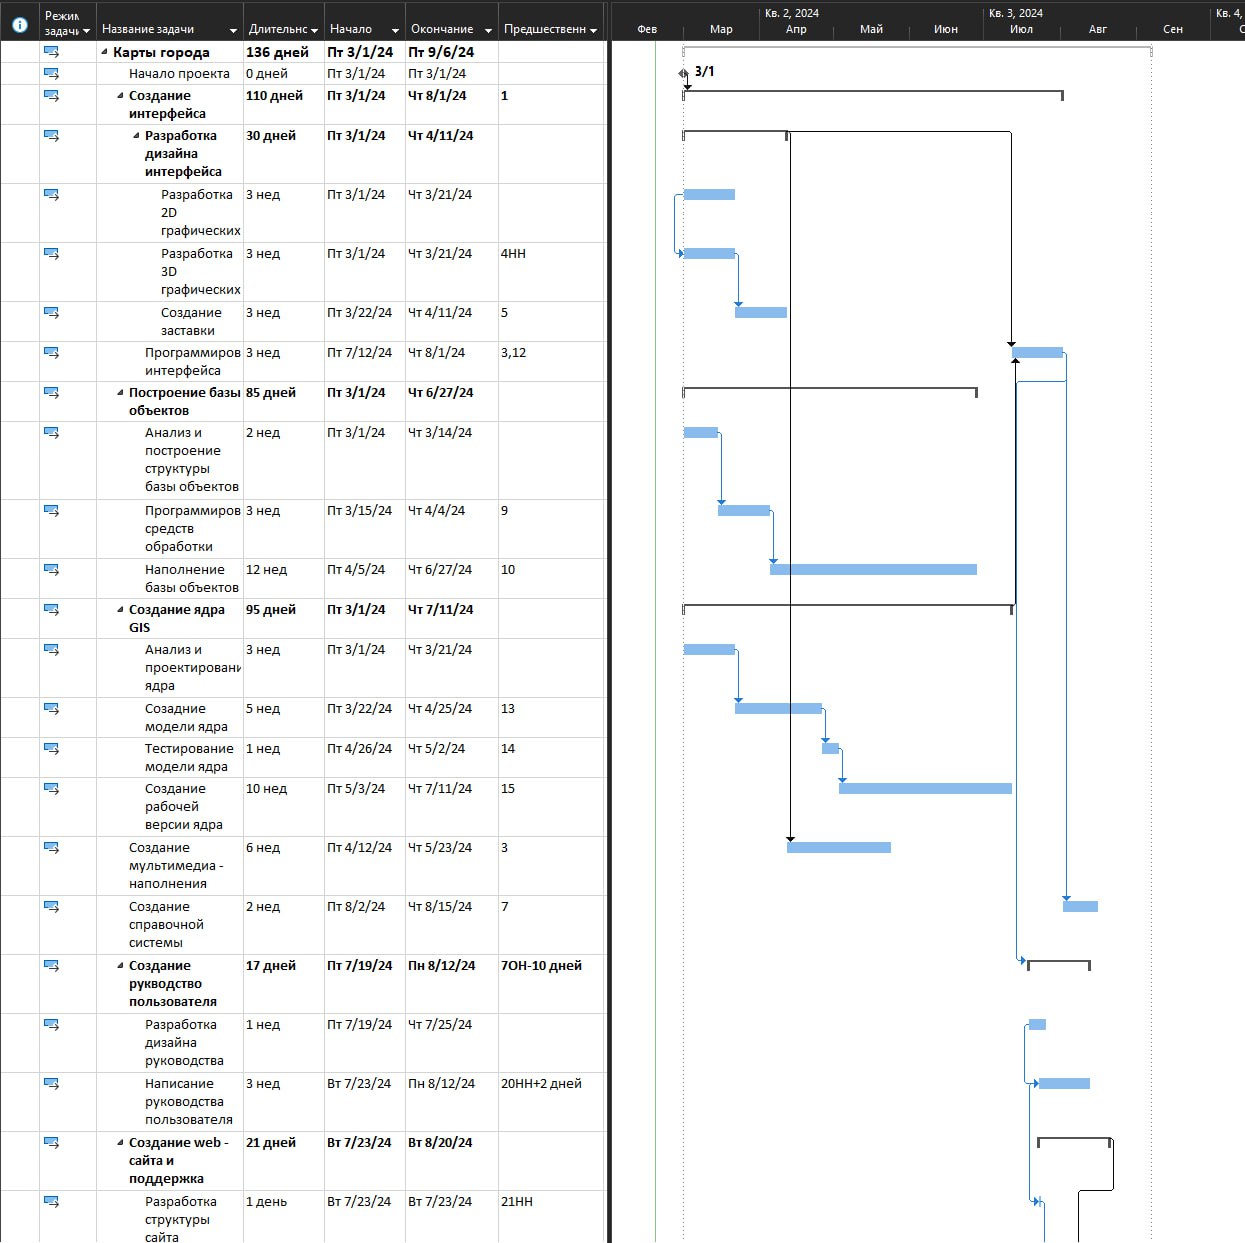 Режим задачи Название задачи Длительнс Начало Окончание Предшественн
Кв. 2, 2024 Кв. 3, 2024 Кв. 4,
Фев Мар Апр Май Июн Июл Авг Сен
Карты города 136 дней Пт 3/1/24 Пт 9/6/24
Начало проекта 0 дней Пт 3/1/24 Пт 3/1/24
3/1
Создание 110 дней Пт 3/1/24 Чт 8/1/24 1
интерфейса
Разработка 30 дней Пт 3/1/24 Чт 4/11/24
дизайна
интерфейса
Разработка 3 нед Пт 3/1/24 Чт 3/21/24
2D
графических
Разработка 3 нед Пт 3/1/24 Чт 3/21/24 4НН
3D
графических
Создание 3 нед Пт 3/22/24 Чт 4/11/24 5
заставки
Программиров 3 нед Пт 7/12/24 Чт 8/1/24 3,12
интерфейса
Построение базы 85 дней Пт 3/1/24 Чт 6/27/24
объектов
Анализ и 2 нед Пт 3/1/24 Чт 3/14/24
построение
структуры
базы объектов
Программиров 3 нед Пт 3/15/24 Чт 4/4/24 9
средств
обработки
Наполнение 12 нед Пт 4/5/24 Чт 6/27/24 10
базы объектов
Создание ядра 95 дней Пт 3/1/24 Чт 7/11/24
GIS
Анализ и 3 нед Пт 3/1/24 Чт 3/21/24
проектировани
ядра
Созадние 5 нед Пт 3/22/24 Чт 4/25/24 13
модели ядра
Тестирование 1 нед Пт 4/26/24 Чт 5/2/24 14
модели ядра
Создание 10 нед Пт 5/3/24 Чт 7/11/24 15
рабочей
версии ядра
Создание 6 нед Пт 4/12/24 Чт 5/23/24 3
мультимедиа -
наполнения
Создание 2 нед Пт 8/2/24 Чт 8/15/24 7
справочной
системы
Создание 17 дней Пт 7/19/24 Пн 8/12/24 7ОН-10 дней
рукводство
пользователя
Разработка 1 нед Пт 7/19/24 Чт 7/25/24
дизайна
руководства
Написание 3 нед Вт 7/23/24 Пн 8/12/24 20НН+2 дней
руководства
пользователя
Создание web - 21 дней Вт 7/23/24 Вт 8/20/24
сайта и
поддержка
Разработка 1 день Вт 7/23/24 Вт 7/23/24 21НН
структуры
сайта